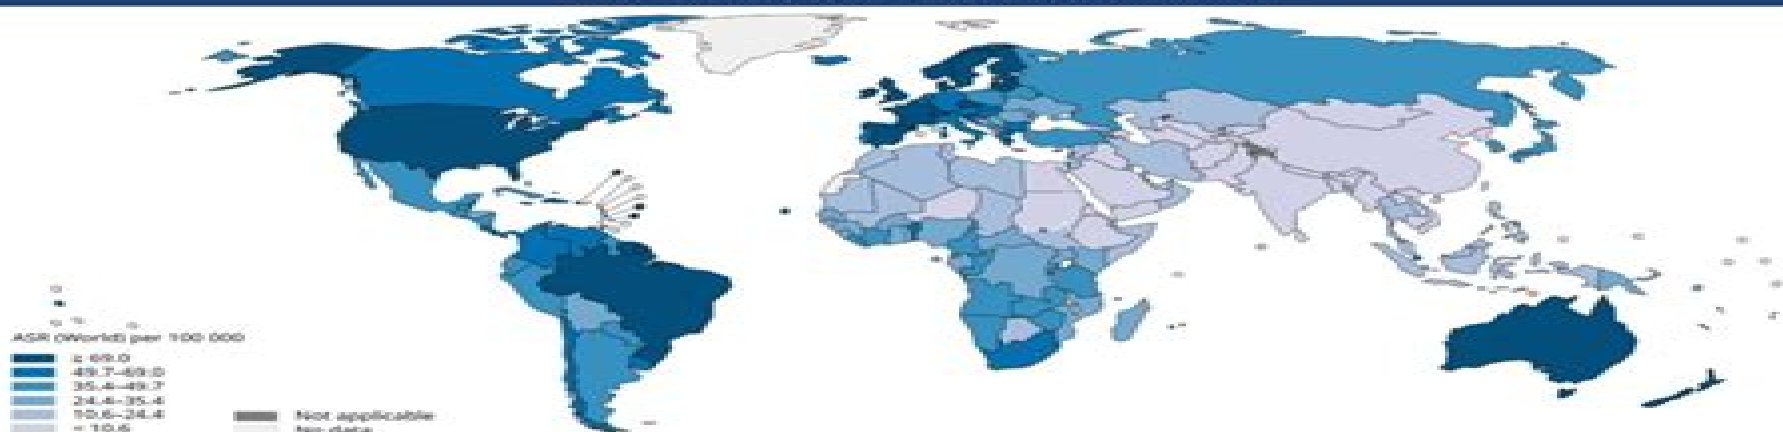 ASR (World) per 100 000
≥ 69.0
49.7–69.0
35.4–49.7
24.4–35.4
10.6–24.4
< 10.6
Not applicable
No data